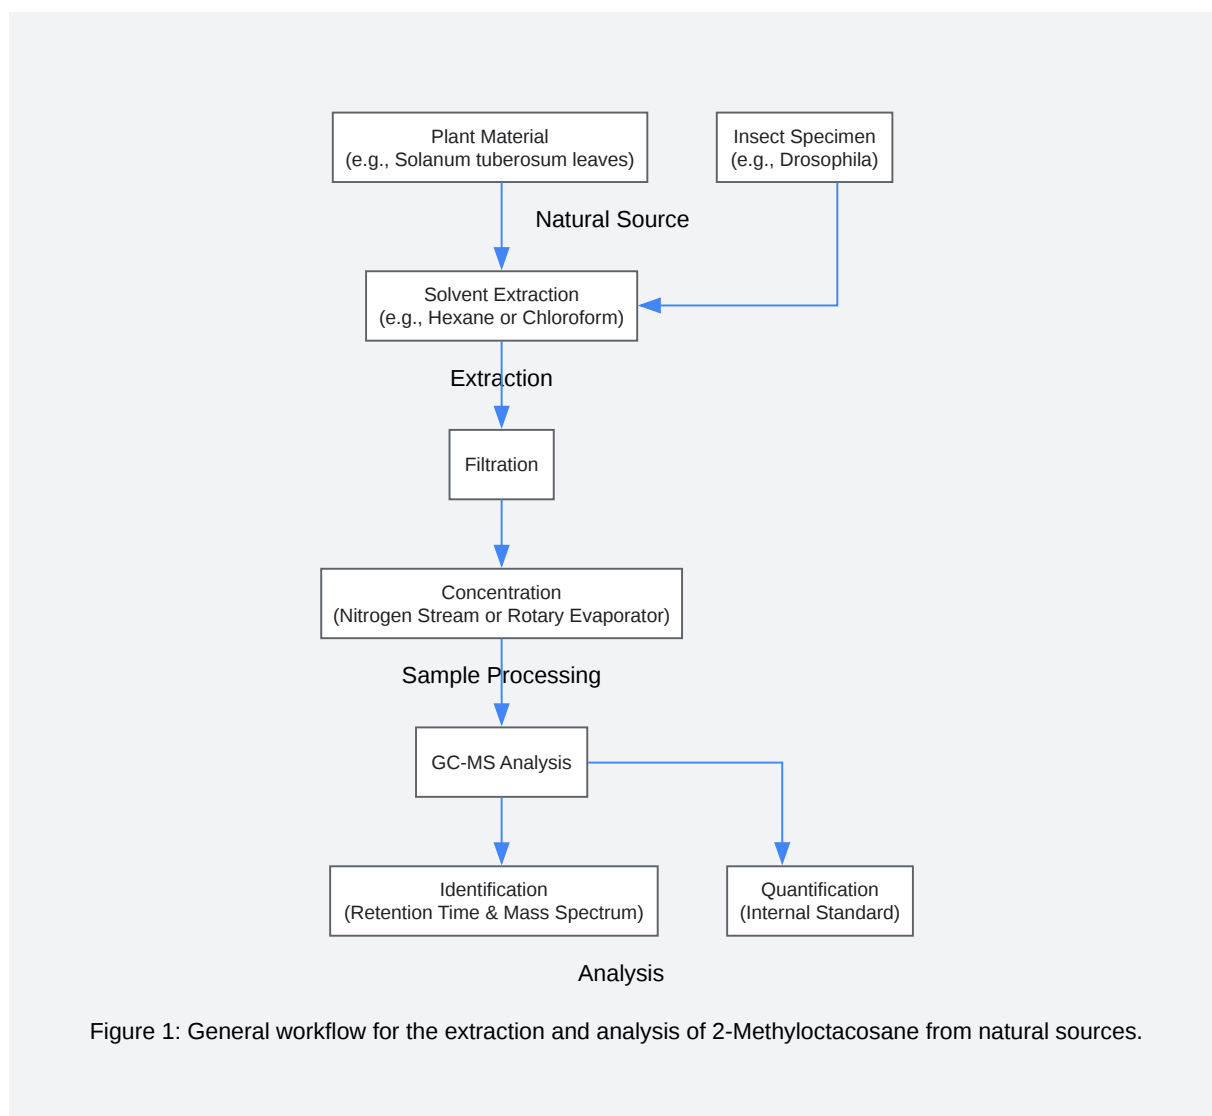 Plant Material
(e.g., Solanum tuberosum leaves)
Insect Specimen
(e.g., Drosophila)
Natural Source
Solvent Extraction
(e.g., Hexane or Chloroform)
Extraction
Filtration
Concentration
(Nitrogen Stream or Rotary Evaporator)
Sample Processing
GC-MS Analysis
Identification
(Retention Time & Mass Spectrum)
Quantification
(Internal Standard)
Analysis
Figure 1: General workflow for the extraction and analysis of 2-Methyloctacosane from natural sources.